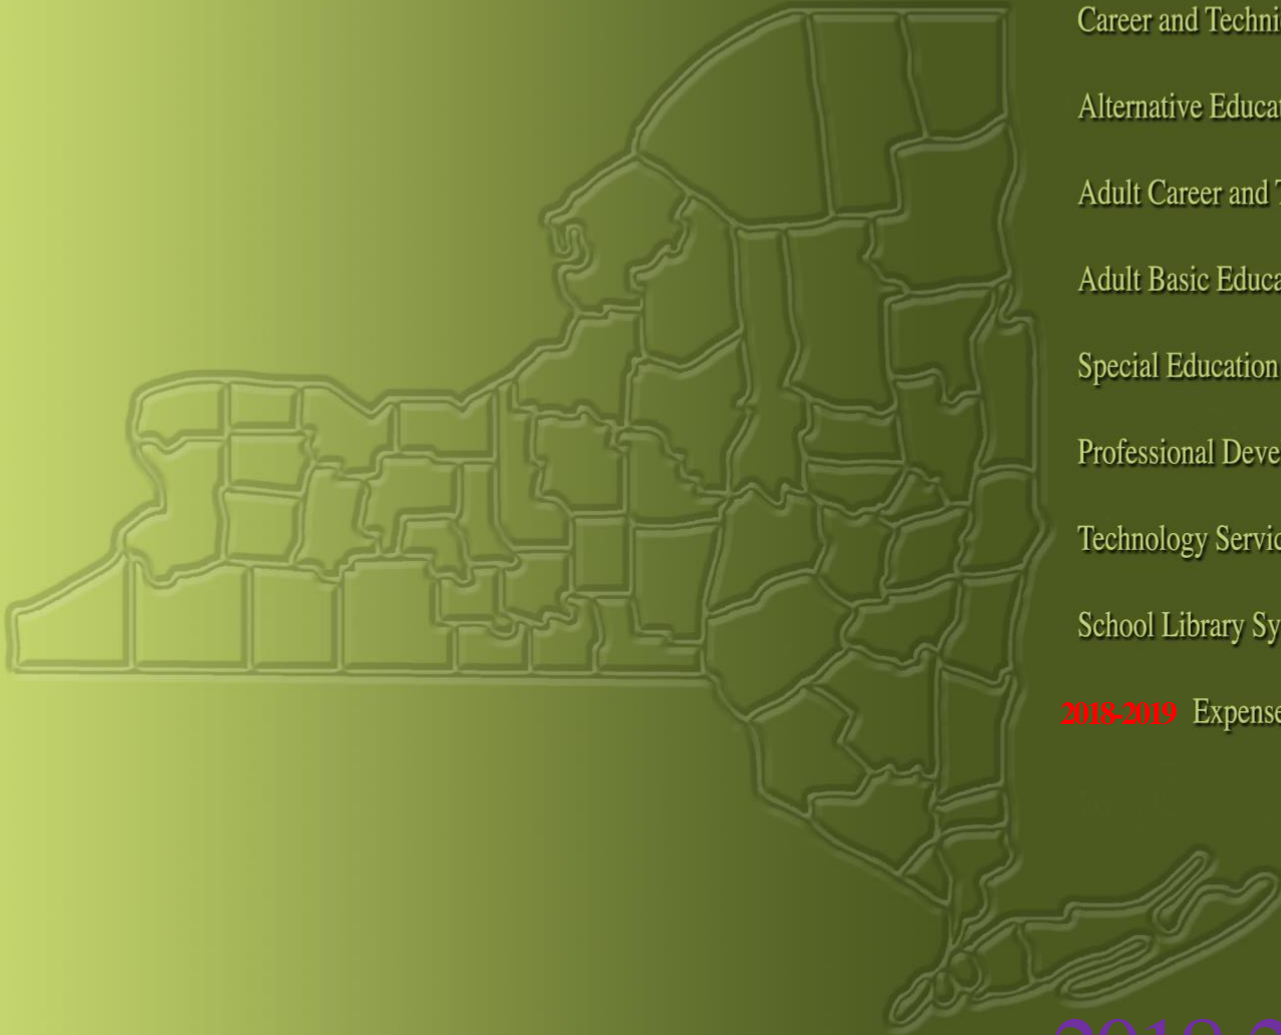 Career and Techni
Alternative Educat
Adult Career and T
Adult Basic Educa
Special Education
Professional Deve
Technology Servic
School Library Sy
2018-2019 Expense